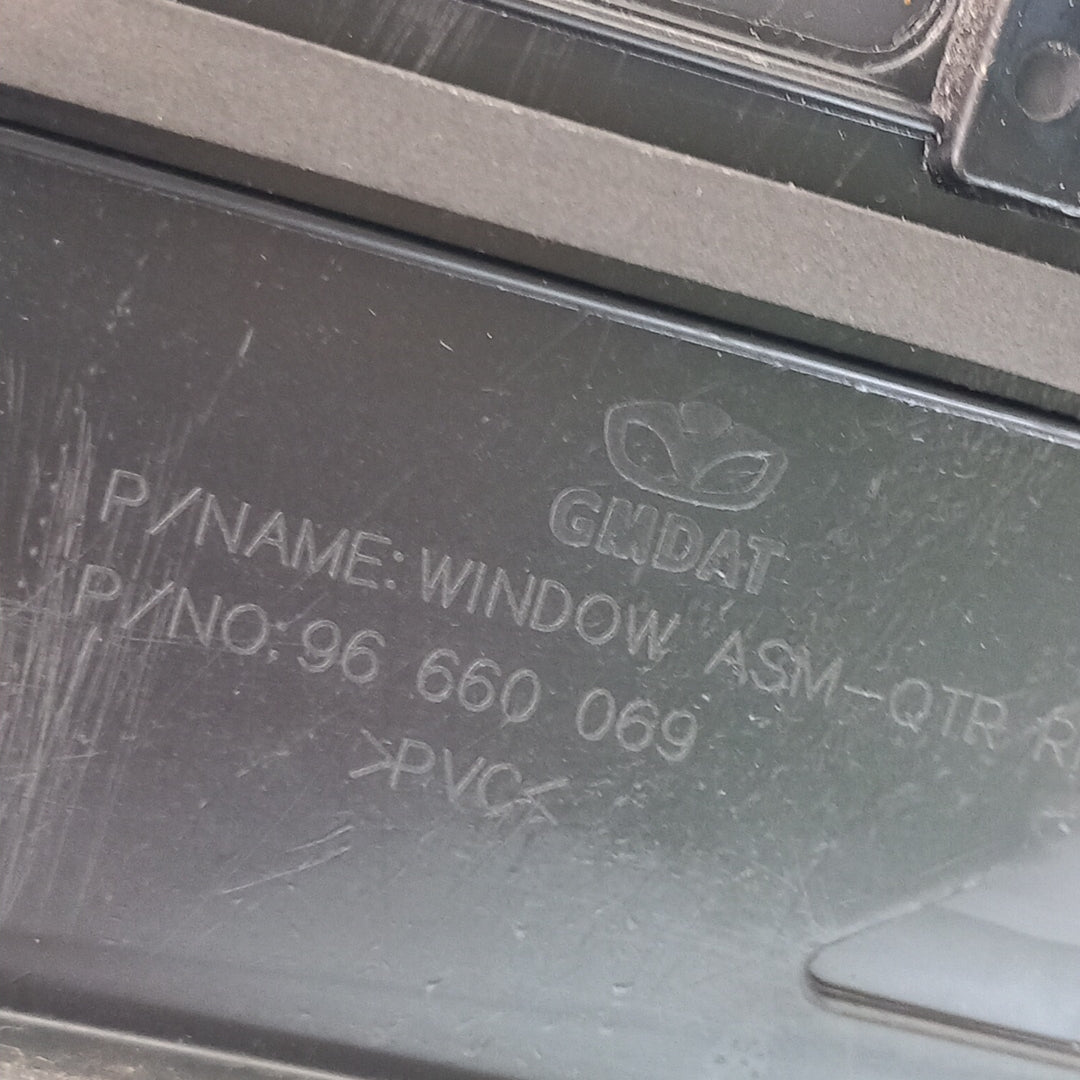 GMDAT
P/NAME: WINDOW ASM-QTR
P/NO: 96 660 069
>PVC<